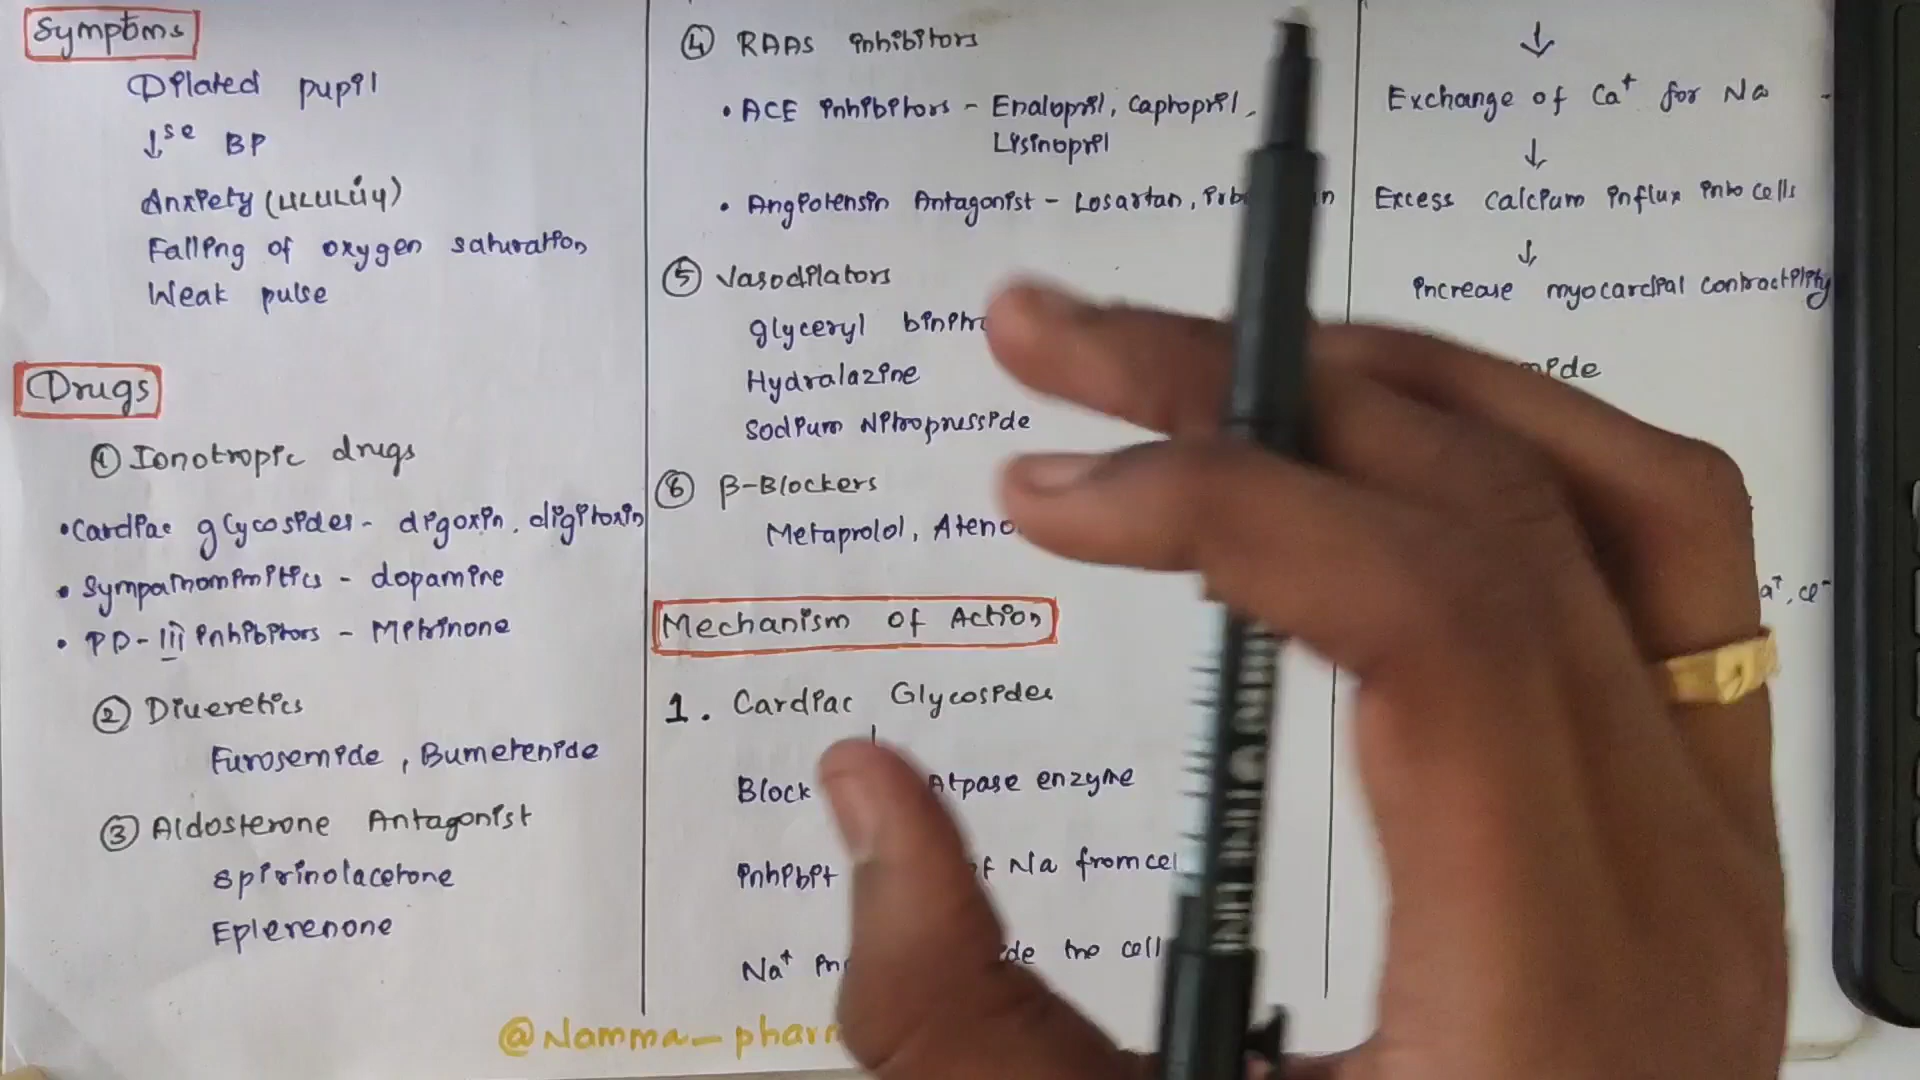 Symptoms
Dilated pupil
↓se BP
Anxiety (படபடப்பு)
Falling of oxygen saturation
Weak pulse
Drugs
① Ionotropic drugs
• Cardiac glycosides - digoxin, digitoxin
• Sympathomimitics - dopamine
• PD-III inhibitors - Milrinone
② Diueretics
Furosemide, Bumetenide
③ Aldosterone Antagonist
Spirinolacetone
Eplerenone
④ RAAS inhibitors
• ACE inhibitors - Enalopril, Captopril,
Lisinopril
• Angiotensin Antagonist - Losartan,
⑤ Vasodilators
glyceryl
Hydralazine
Sodium Nitroprusside
⑥ β-Blockers
Metaprolol,
Mechanism of Action
1. Cardiac Glycosides
Block Atpase enzyme
inhibit of Na from
Na⁺ the cell
↓
Exchange of Ca⁺ for Na
↓
Excess calcium influx into cells
↓
increase myocardial contractility
@Namma_